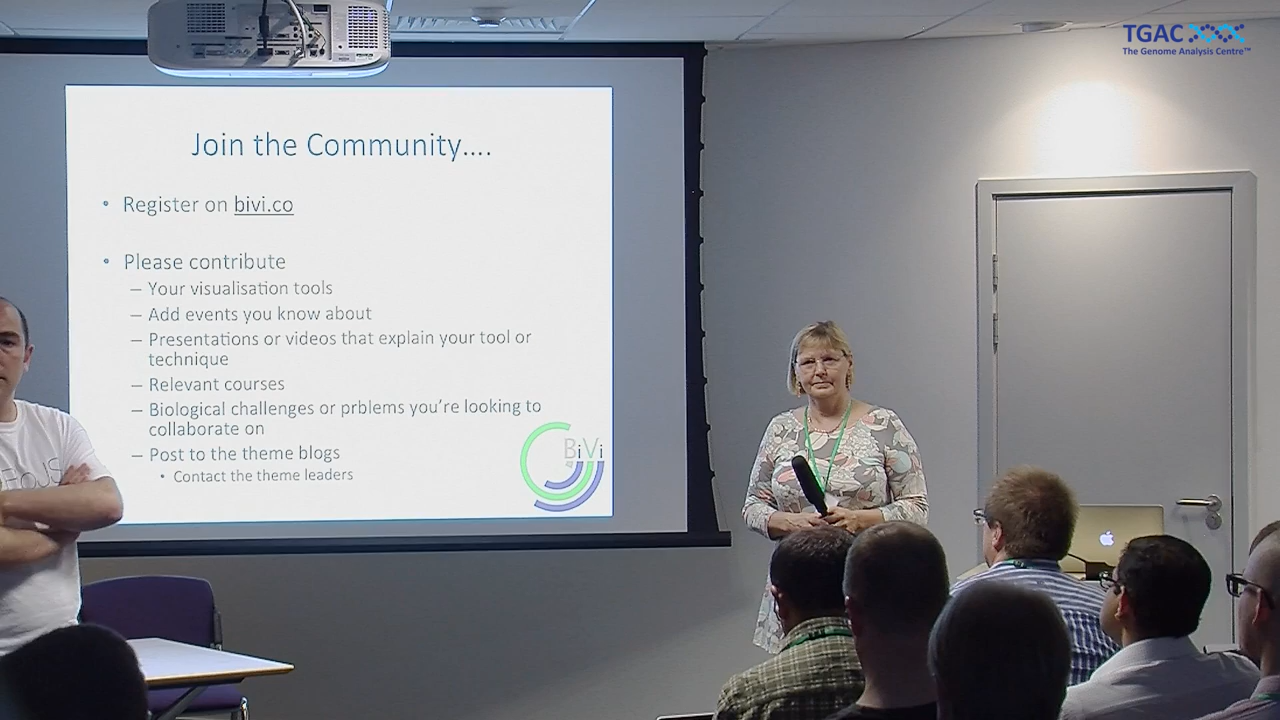 TGAC
The Genome Analysis Centre™
Join the Community....
• Register on bivi.co
• Please contribute
– Your visualisation tools
– Add events you know about
– Presentations or videos that explain your tool or
technique
– Relevant courses
– Biological challenges or prblems you're looking to
collaborate on
– Post to the theme blogs
• Contact the theme leaders
BiVi